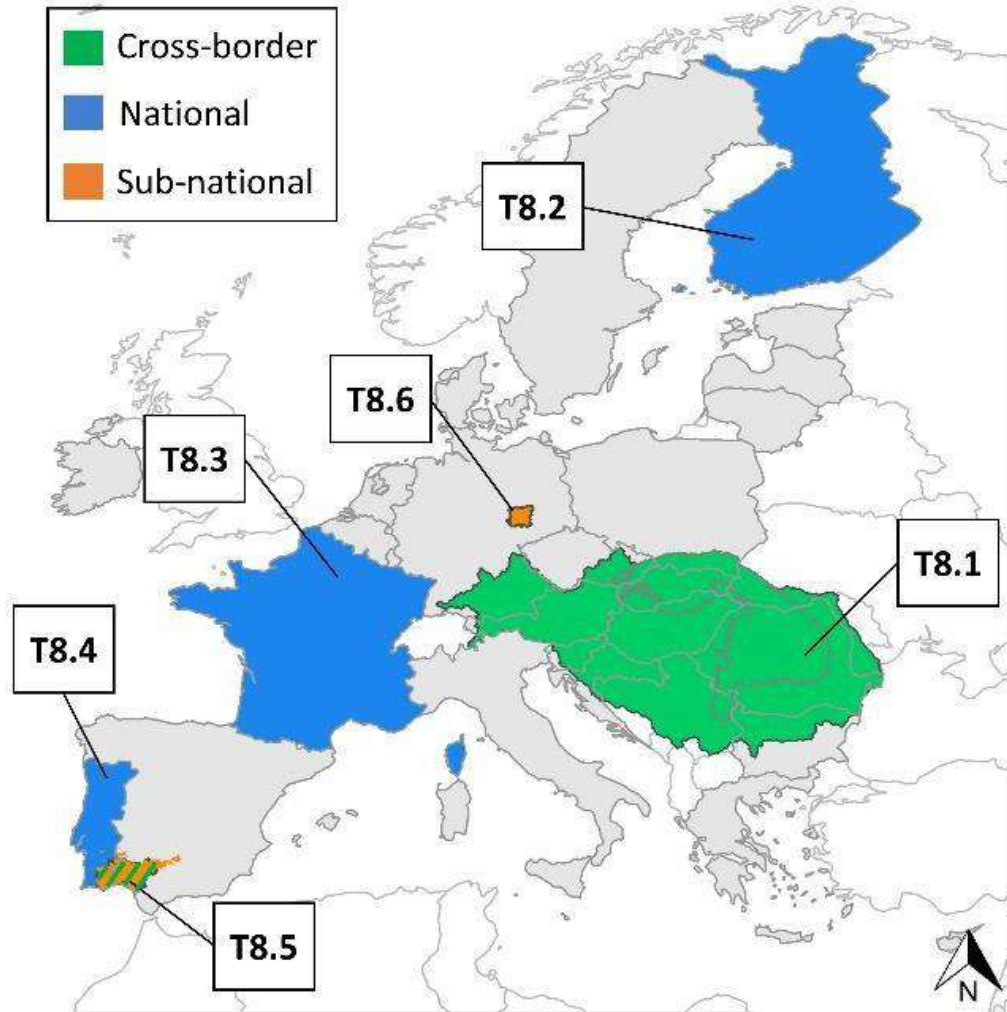 Cross-border
National
Sub-national
T8.2
T8.6
T8.3
T8.1
T8.4
T8.5
N